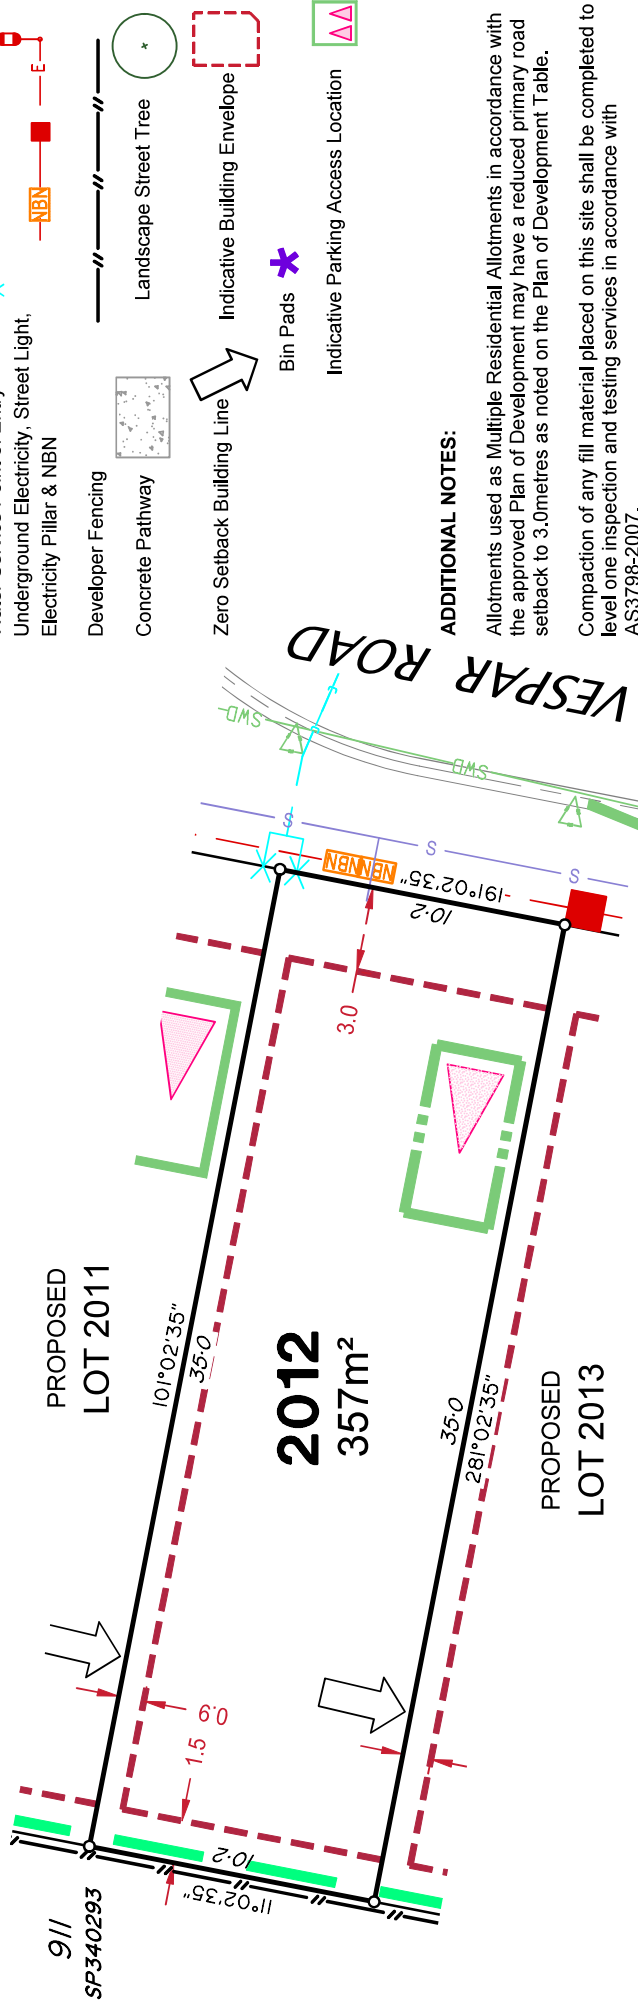 Underground Electricity, Street Light,
Electricity Pillar & NBN
E
NBN
Developer Fencing
Concrete Pathway
Landscape Street Tree
Zero Setback Building Line
Indicative Building Envelope
Bin Pads
Indicative Parking Access Location
ADDITIONAL NOTES:
Allotments used as Multiple Residential Allotments in accordance with
the approved Plan of Development may have a reduced primary road
setback to 3.0metres as noted on the Plan of Development Table.
Compaction of any fill material placed on this site shall be completed to
level one inspection and testing services in accordance with
AS3798-2007.
VESPAR ROAD
SWD
SWD
S
S
S
NBN
NBN
191°02'35"
10·2
3.0
PROPOSED
LOT 2011
101°02'35"
35·0
2012
357m²
35·0
281°02'35"
PROPOSED
LOT 2013
0.9
1.5
10·2
11°02'35"
911
SP340293